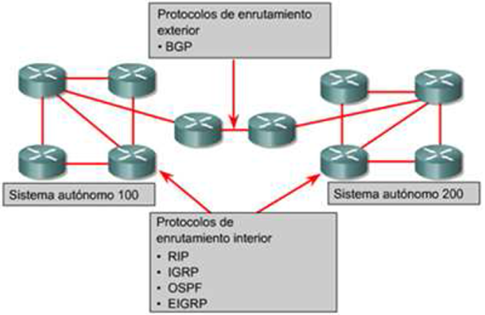 Protocolos de enrutamiento
exterior
• BGP
Sistema autónomo 100
Sistema autónomo 200
Protocolos de
enrutamiento interior
• RIP
• IGRP
• OSPF
• EIGRP